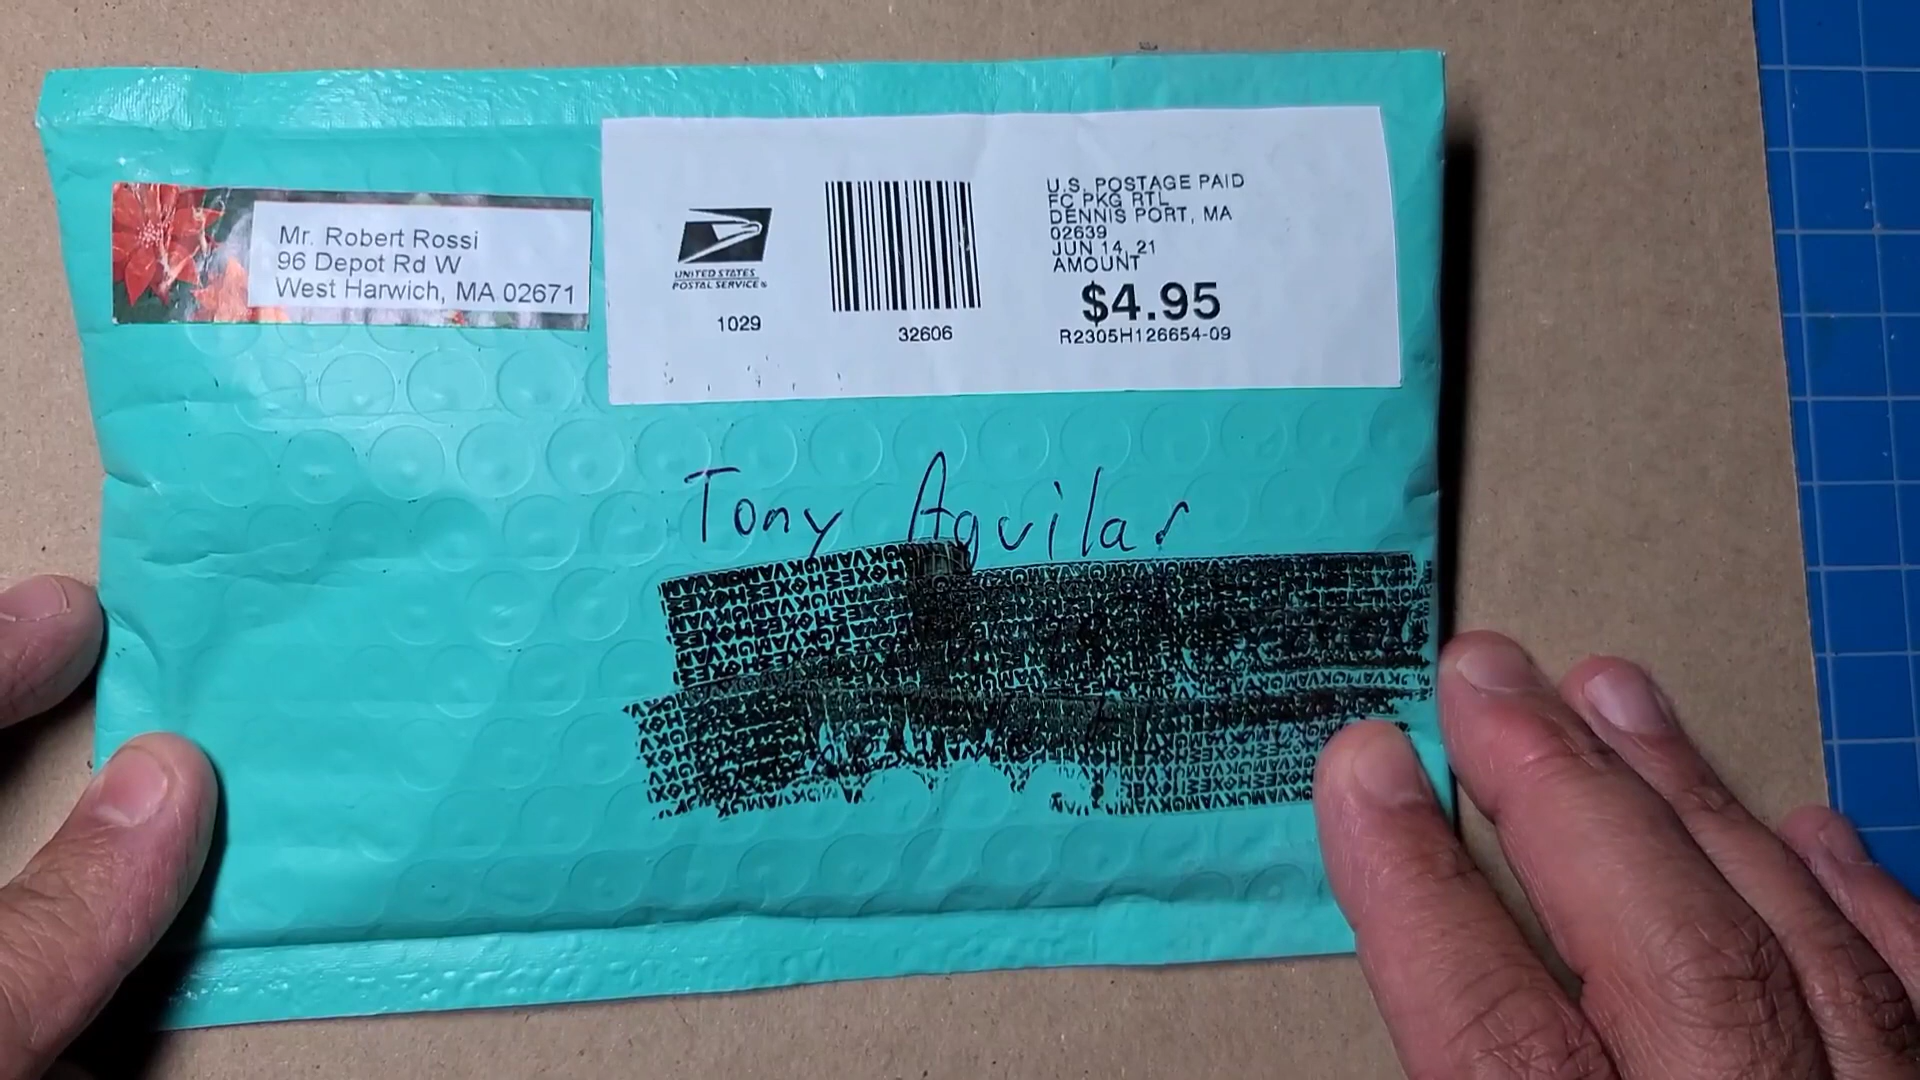 Mr. Robert Rossi
96 Depot Rd W
West Harwich, MA 02671
UNITED STATES
POSTAL SERVICE®
1029
32606
U.S. POSTAGE PAID
FC PKG RTL
DENNIS PORT, MA
02639
JUN 14, 21
AMOUNT
$4.95
R2305H126654-09
Tony Aguilar